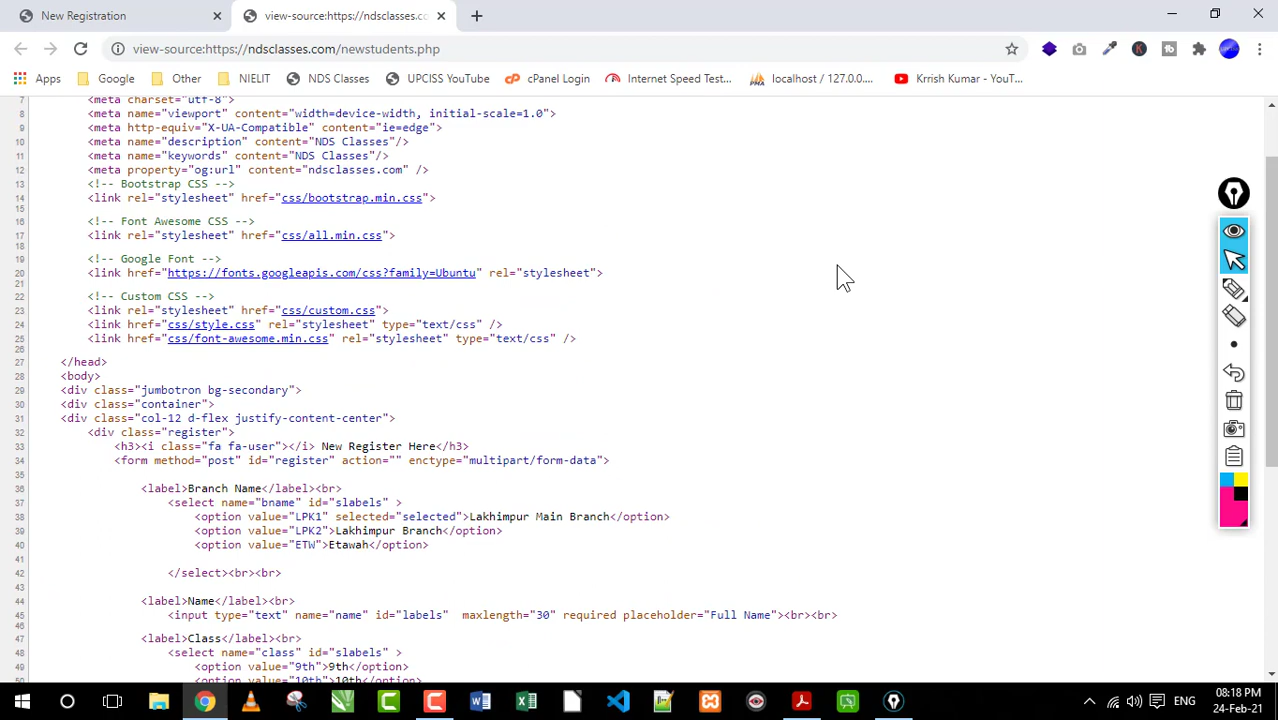 New Registration
view-source:https://ndsclasses.co
view-source:https://ndsclasses.com/newstudents.php
Apps Google Other NIELIT NDS Classes UPCISS YouTube cPanel Login Internet Speed Test... localhost / 127.0.0.... Krrish Kumar - YouT...
7 <meta charset="utf-8">
8 <meta name="viewport" content="width=device-width, initial-scale=1.0">
9 <meta http-equiv="X-UA-Compatible" content="ie=edge">
10 <meta name="description" content="NDS Classes"/>
11 <meta name="keywords" content="NDS Classes"/>
12 <meta property="og:url" content="ndsclasses.com" />
13 <!-- Bootstrap CSS -->
14 <link rel="stylesheet" href="css/bootstrap.min.css">
15
16 <!-- Font Awesome CSS -->
17 <link rel="stylesheet" href="css/all.min.css">
18
19 <!-- Google Font -->
20 <link href="https://fonts.googleapis.com/css?family=Ubuntu" rel="stylesheet">
21
22 <!-- Custom CSS -->
23 <link rel="stylesheet" href="css/custom.css">
24 <link href="css/style.css" rel="stylesheet" type="text/css" />
25 <link href="css/font-awesome.min.css" rel="stylesheet" type="text/css" />
26
27 </head>
28 <body>
29 <div class="jumbotron bg-secondary">
30 <div class="container">
31 <div class="col-12 d-flex justify-content-center">
32 <div class="register">
33 <h3><i class="fa fa-user"></i> New Register Here</h3>
34 <form method="post" id="register" action="" enctype="multipart/form-data">
35
36 <label>Branch Name</label><br>
37 <select name="bname" id="slabels" >
38 <option value="LPK1" selected="selected">Lakhimpur Main Branch</option>
39 <option value="LPK2">Lakhimpur Branch</option>
40 <option value="ETW">Etawah</option>
41
42 </select><br><br>
43
44 <label>Name</label><br>
45 <input type="text" name="name" id="labels" maxlength="30" required placeholder="Full Name"><br><br>
46
47 <label>Class</label><br>
48 <select name="class" id="slabels" >
49 <option value="9th">9th</option>
50 <option value="10th">10th</option>
ENG
08:18 PM
24-Feb-21